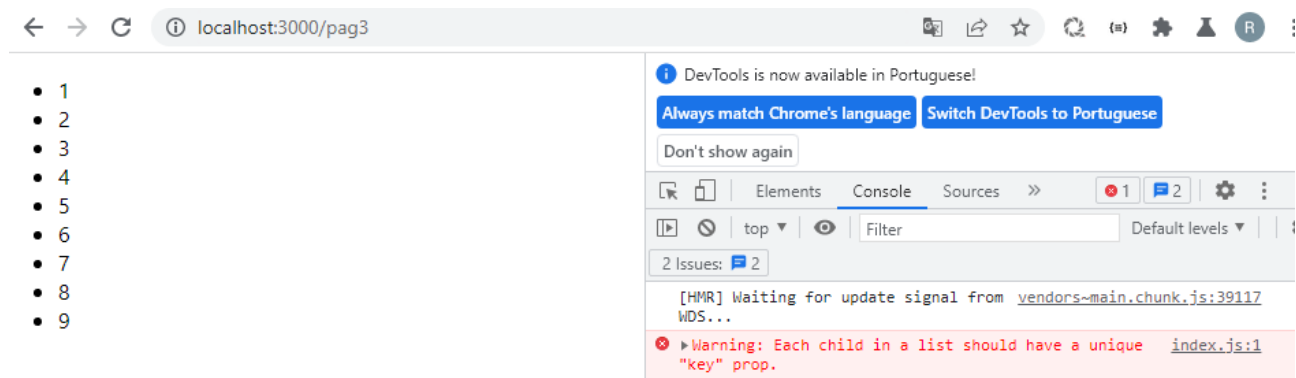 localhost:3000/pag3
R
1
2
3
4
5
6
7
8
9
DevTools is now available in Portuguese!
Always match Chrome's language Switch DevTools to Portuguese
Don't show again
Elements Console Sources » 1 2
top ▼ Filter Default levels ▼
2 Issues: 2
[HMR] Waiting for update signal from vendors~main.chunk.js:39117
WDS...
▶Warning: Each child in a list should have a unique index.js:1
"key" prop.